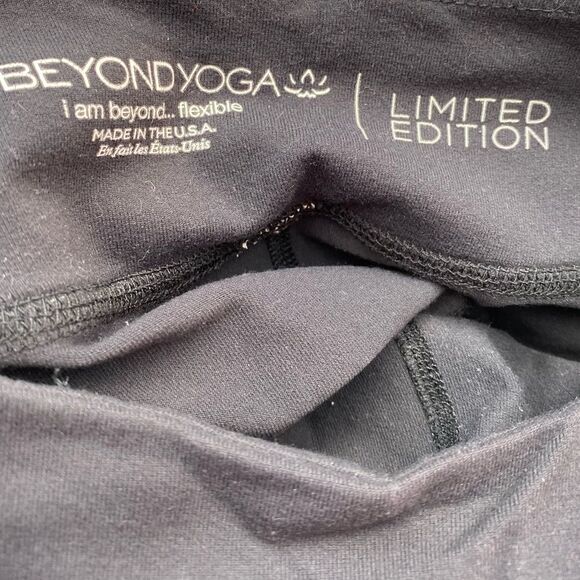 BEYONDYOGA
i am beyond... flexible
MADE IN THE U.S.A.
En fait les États-Unis
LIMITED
EDITION